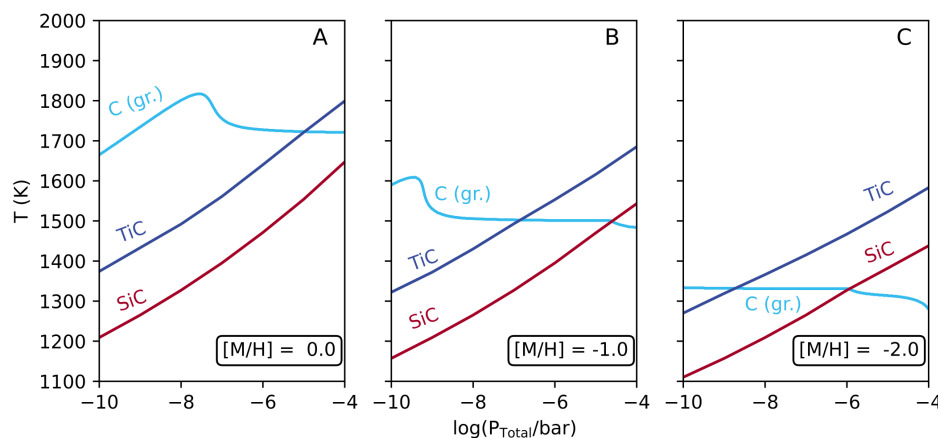 A
B
C
2000
1900
1800
1700
1600
1500
1400
1300
1200
1100
T (K)
C (gr.)
TiC
SiC
[M/H] =  0.0
C (gr.)
TiC
SiC
[M/H] = -1.0
TiC
SiC
C (gr.)
[M/H] =  -2.0
−10 −8 −6 −4
−10 −8 −6 −4
−10 −8 −6 −4
log(P_Total/bar)